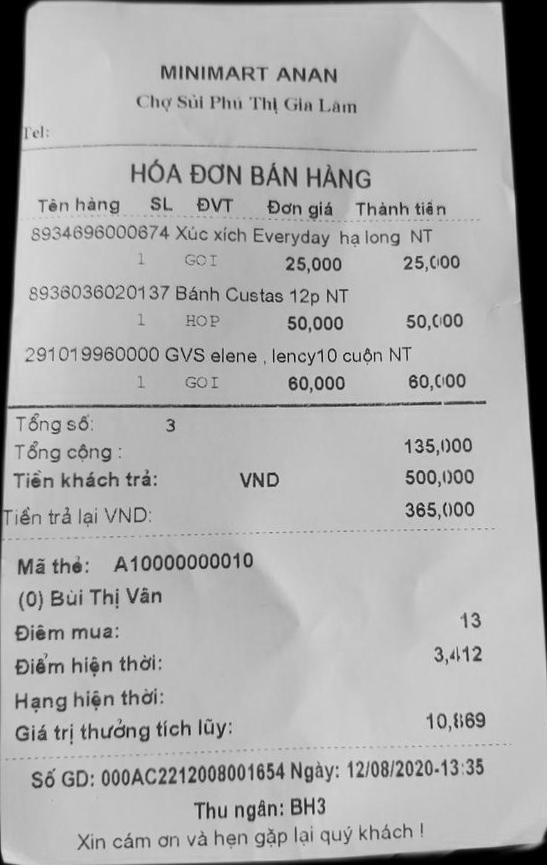 MINIMART ANAN
Chợ Sủi Phú Thị Gia Lâm
Tel:
HÓA ĐƠN BÁN HÀNG
Tên hàng SL ĐVT Đơn giá Thành tiền
8934696000674 Xúc xích Everyday hạ long NT
1 GOI 25,000 25,000
8936036020137 Bánh Custas 12p NT
1 HOP 50,000 50,000
291019960000 GVS elene , lency10 cuộn NT
1 GOI 60,000 60,000
Tổng số: 3
Tổng cộng : 135,000
Tiền khách trả: VND 500,000
Tiền trả lại VND: 365,000
Mã thẻ: A10000000010
(0) Bùi Thị Vân
Điểm mua: 13
Điểm hiện thời: 3,412
Hạng hiện thời:
Giá trị thưởng tích lũy: 10,869
Số GD: 000AC2212008001654 Ngày: 12/08/2020-13:35
Thu ngân: BH3
Xin cám ơn và hẹn gặp lại quý khách !